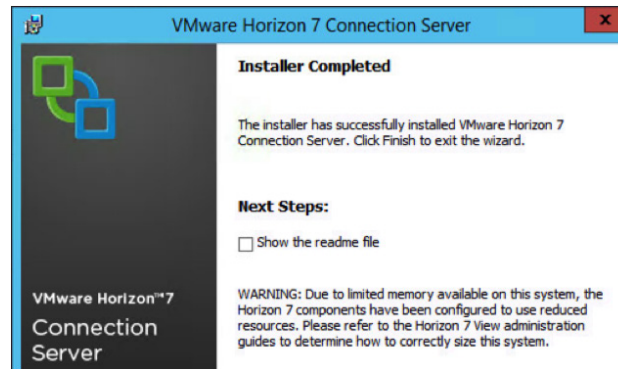 VMware Horizon 7 Connection Server
x
Installer Completed
The installer has successfully installed VMware Horizon 7
Connection Server. Click Finish to exit the wizard.
Next Steps:
Show the readme file
WARNING: Due to limited memory available on this system, the
Horizon 7 components have been configured to use reduced
resources. Please refer to the Horizon 7 View administration
guides to determine how to correctly size this system.
VMware Horizon™7
Connection
Server